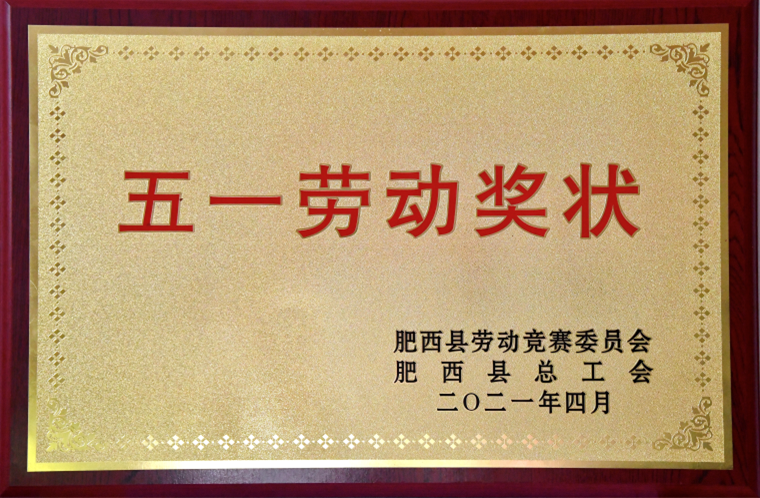 五一劳动奖状
肥西县劳动竞赛委员会
肥西县总工会
二〇二一年四月